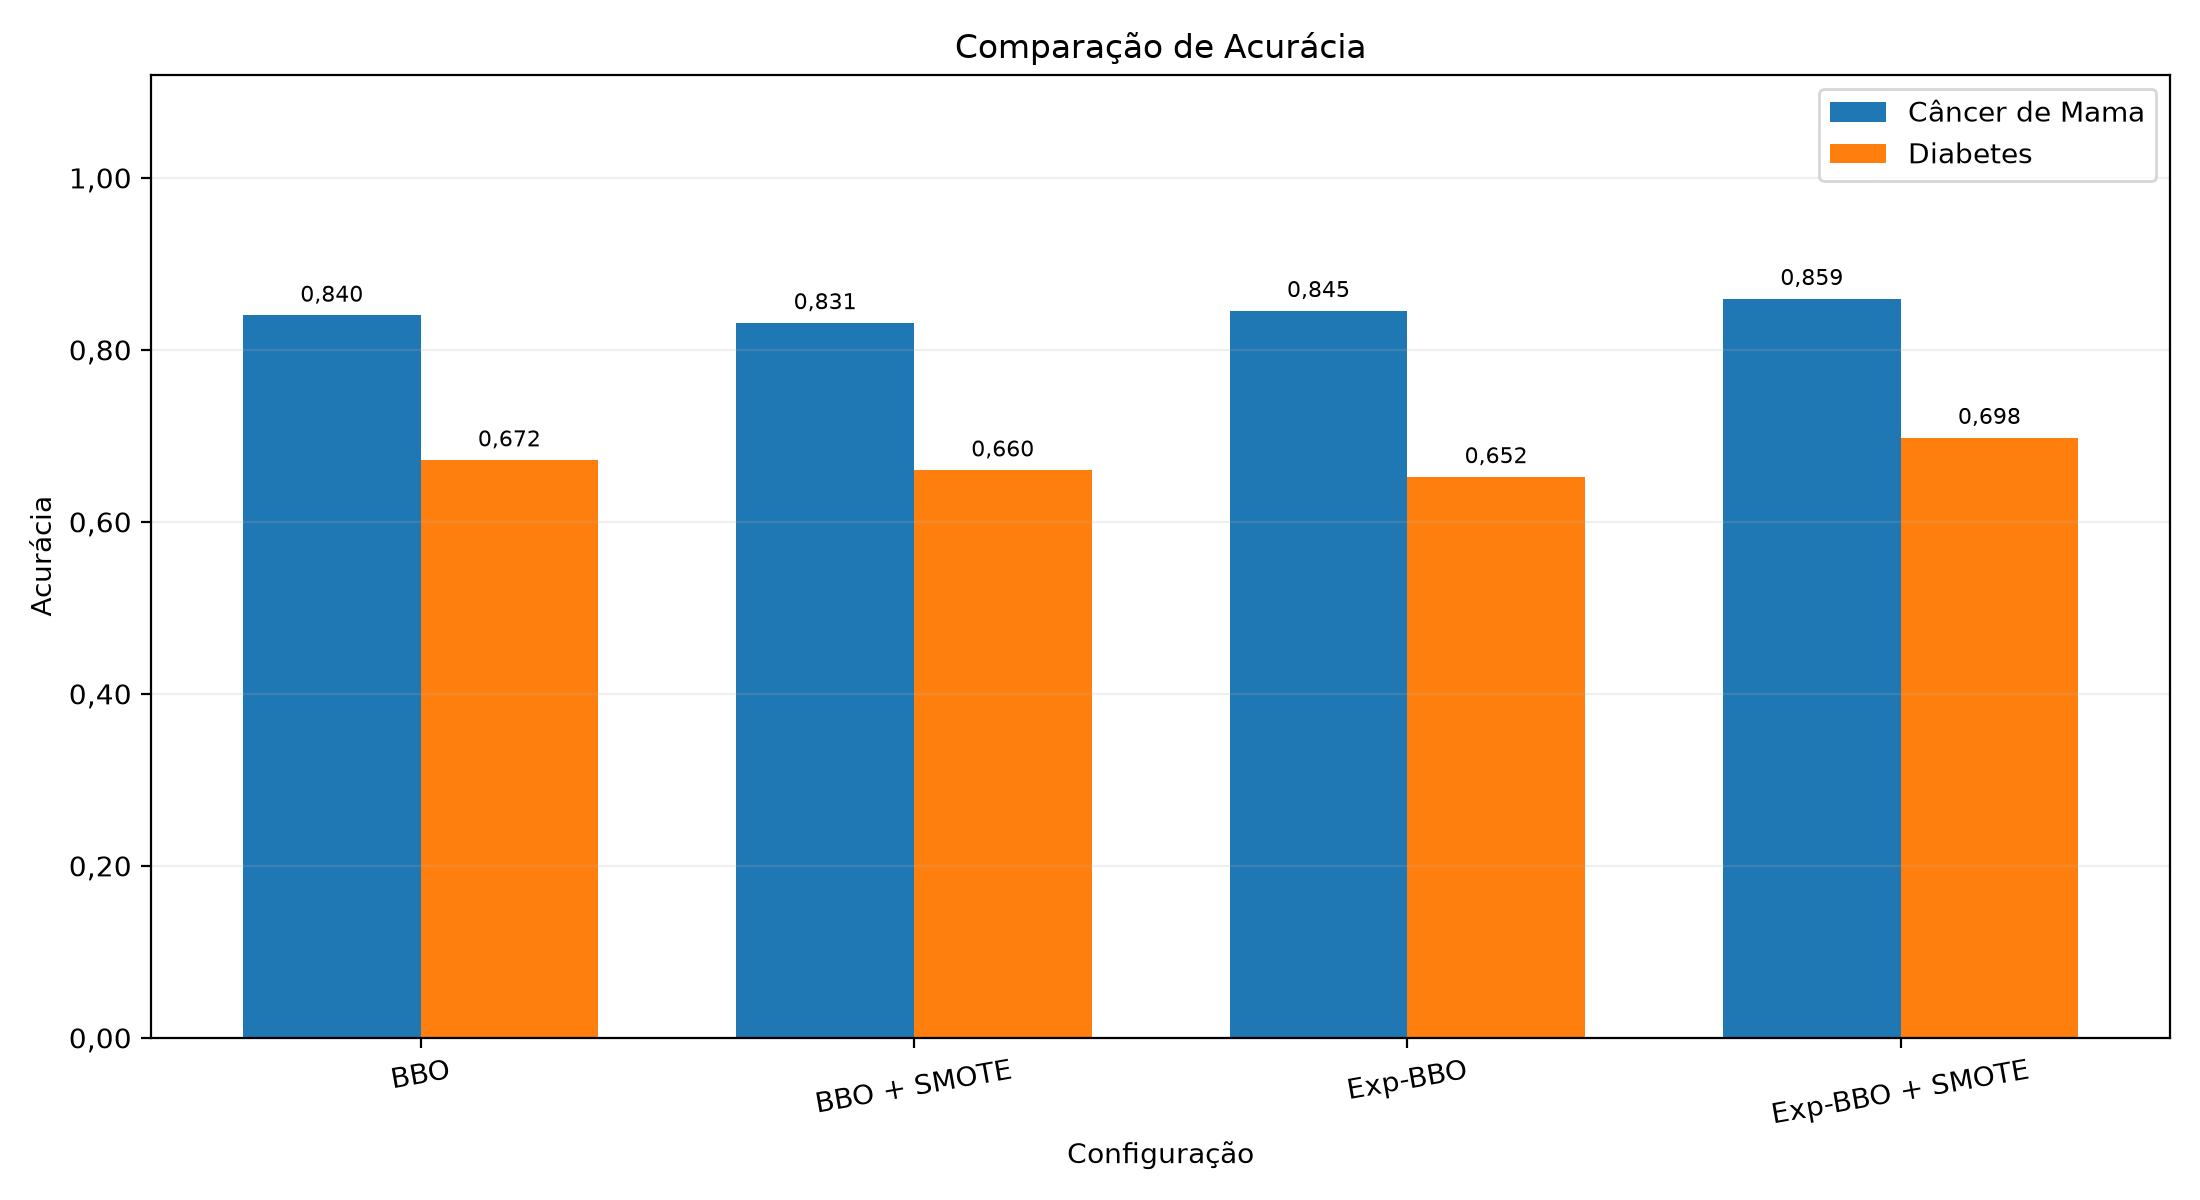 Comparação de Acurácia
Câncer de Mama
Diabetes
1,00
0,80
0,60
0,40
0,20
0,00
Acurácia
0,840
0,672
0,831
0,660
0,845
0,652
0,859
0,698
BBO
BBO + SMOTE
Exp-BBO
Exp-BBO + SMOTE
Configuração